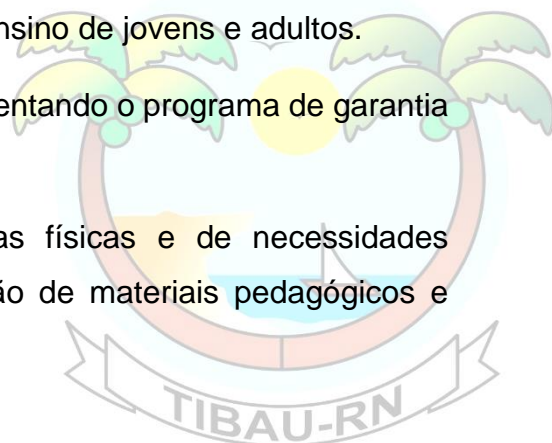 nsino de jovens e adultos.
entando o programa de garantia
as físicas e de necessidades
ão de materiais pedagógicos e
TIBAU-RN